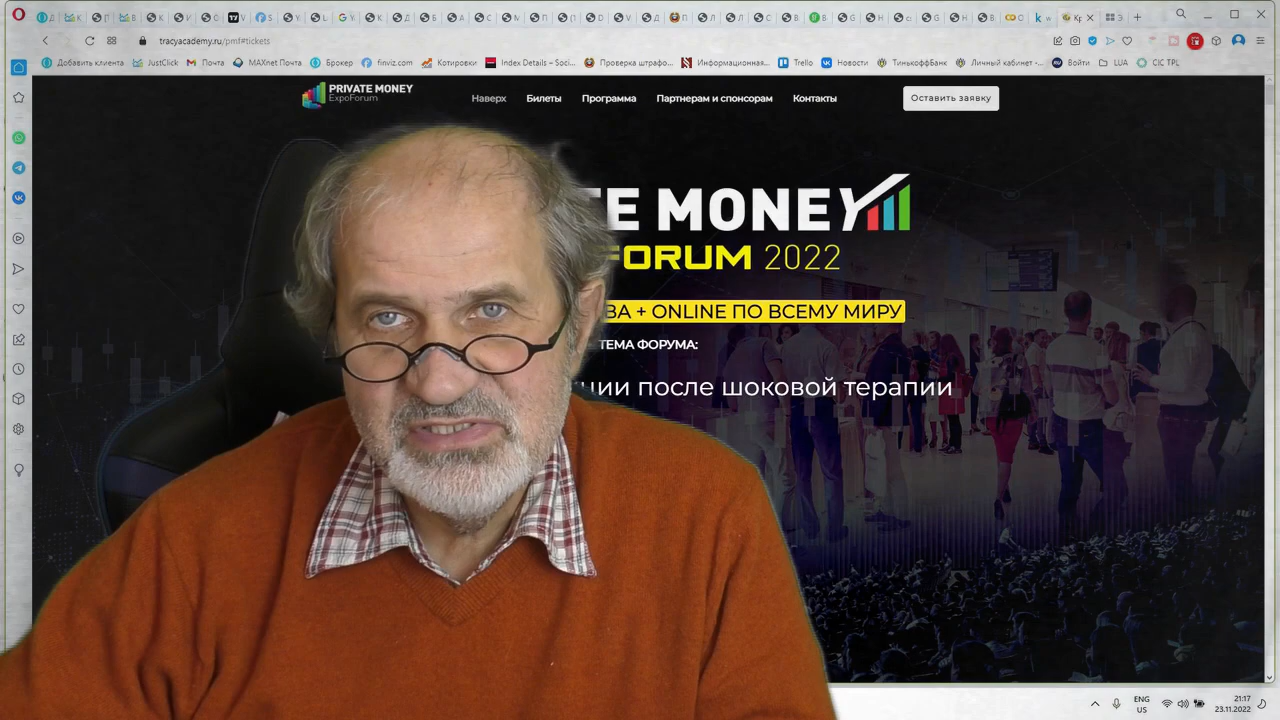 tracyacademy.ru/pmf#tickets
Добавить клиента JustClick Почта MAXnet Почта Брокер finviz.com Котировки Index Details – Soci... Проверка штрафо... Информационная... Trello Новости ТинькоффБанк Личный кабинет -... Войти LUA CIC TPL
PRIVATE MONEY
ExpoForum
Наверх Билеты Программа Партнерам и спонсорам Контакты Оставить заявку
TE MONEY
FORUM 2022
ВА + ONLINE ПО ВСЕМУ МИРУ
ТЕМА ФОРУМА:
ции после шоковой терапии
ENG
US
21:17
23.11.2022